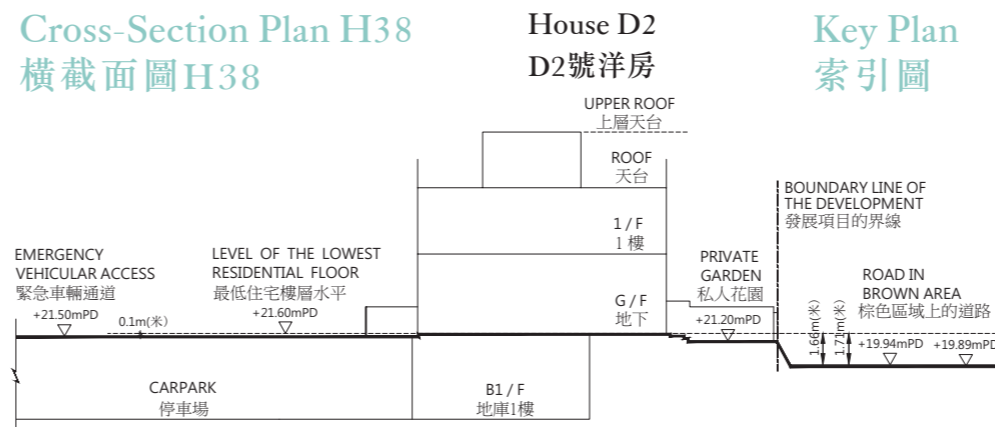 Cross-Section Plan H38
橫截面圖H38
House D2
D2號洋房
Key Plan
索引圖
UPPER ROOF
上層天台
ROOF
天台
1 / F
1 樓
G / F
地下
B1 / F
地庫1樓
EMERGENCY
VEHICULAR ACCESS
緊急車輛通道
+21.50mPD
0.1m(米)
LEVEL OF THE LOWEST
RESIDENTIAL FLOOR
最低住宅樓層水平
+21.60mPD
CARPARK
停車場
PRIVATE
GARDEN
私人花園
+21.20mPD
BOUNDARY LINE OF
THE DEVELOPMENT
發展項目的界線
ROAD IN
BROWN AREA
棕色區域上的道路
1.66m(米)
1.71m(米)
+19.94mPD
+19.89mPD